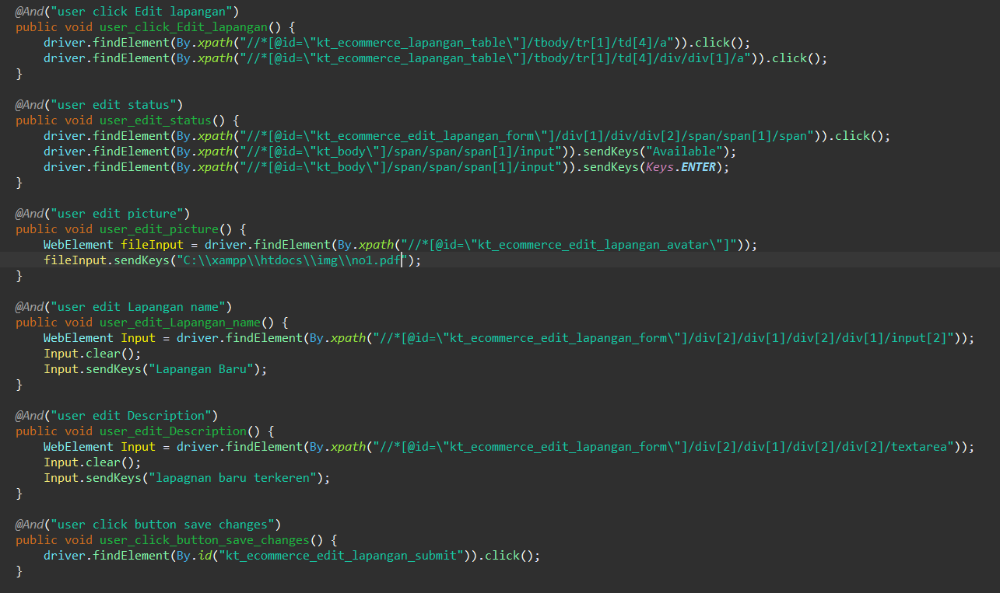 @And("user click Edit lapangan")
public void user_click_Edit_lapangan() {
driver.findElement(By.xpath("//*[@id=\"kt_ecommerce_lapangan_table\"]/tbody/tr[1]/td[4]/a")).click();
driver.findElement(By.xpath("//*[@id=\"kt_ecommerce_lapangan_table\"]/tbody/tr[1]/td[4]/div/div[1]/a")).click();
}
@And("user edit status")
public void user_edit_status() {
driver.findElement(By.xpath("//*[@id=\"kt_ecommerce_edit_lapangan_form\"]/div[1]/div/div[2]/span/span[1]/span")).click();
driver.findElement(By.xpath("//*[@id=\"kt_body\"]/span/span/span[1]/input")).sendKeys("Available");
driver.findElement(By.xpath("//*[@id=\"kt_body\"]/span/span/span[1]/input")).sendKeys(Keys.ENTER);
}
@And("user edit picture")
public void user_edit_picture() {
WebElement fileInput = driver.findElement(By.xpath("//*[@id=\"kt_ecommerce_edit_lapangan_avatar\"]"));
fileInput.sendKeys("C:\\xampp\\htdocs\\img\\no1.pdf");
}
@And("user edit Lapangan name")
public void user_edit_Lapangan_name() {
WebElement Input = driver.findElement(By.xpath("//*[@id=\"kt_ecommerce_edit_lapangan_form\"]/div[2]/div[1]/div[2]/div[1]/input[2]"));
Input.clear();
Input.sendKeys("Lapangan Baru");
}
@And("user edit Description")
public void user_edit_Description() {
WebElement Input = driver.findElement(By.xpath("//*[@id=\"kt_ecommerce_edit_lapangan_form\"]/div[2]/div[1]/div[2]/div[2]/textarea"));
Input.clear();
Input.sendKeys("lapagnan baru terkeren");
}
@And("user click button save changes")
public void user_click_button_save_changes() {
driver.findElement(By.id("kt_ecommerce_edit_lapangan_submit")).click();
}